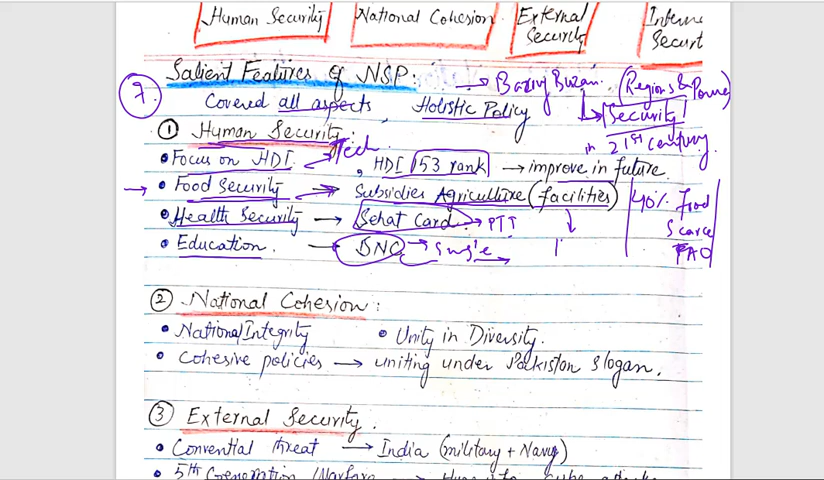 Human Security
National Cohesion
External Security
Salient Features of NSP:
→ Barry Buzan. (Regions & Power)
7.
Covered all aspects Holistic Policy
Security
in 21st Century.
① Human Security:
Tech
• Focus on HDI → HDI 153 rank → improve in future.
→ • Food Security → Subsidies Agriculture (facilities)
40% Food
Scarce
FAO
• Health Security → Sehat Card. → PTI
• Education. → SNC → Single
② National Cohesion:
• National Integrity • Unity in Diversity.
• Cohesive policies → uniting under Pakistan slogan.
③ External Security.
• Convential threat → India (military + Navy)
• 5th Generation Warfare